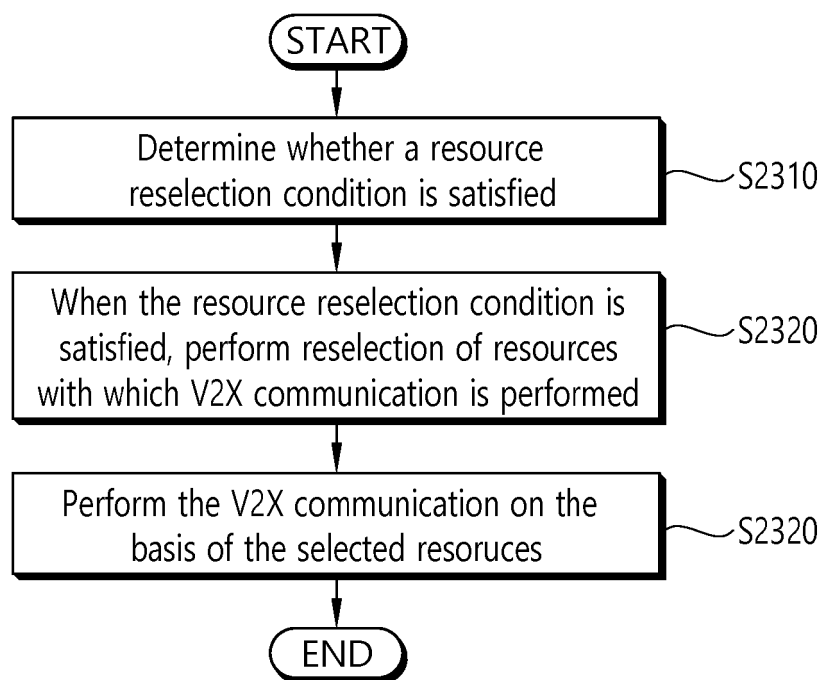 START
Determine whether a resource
reselection condition is satisfied
S2310
When the resource reselection condition is
satisfied, perform reselection of resources
with which V2X communication is performed
S2320
Perform the V2X communication on the
basis of the selected resoruces
S2320
END